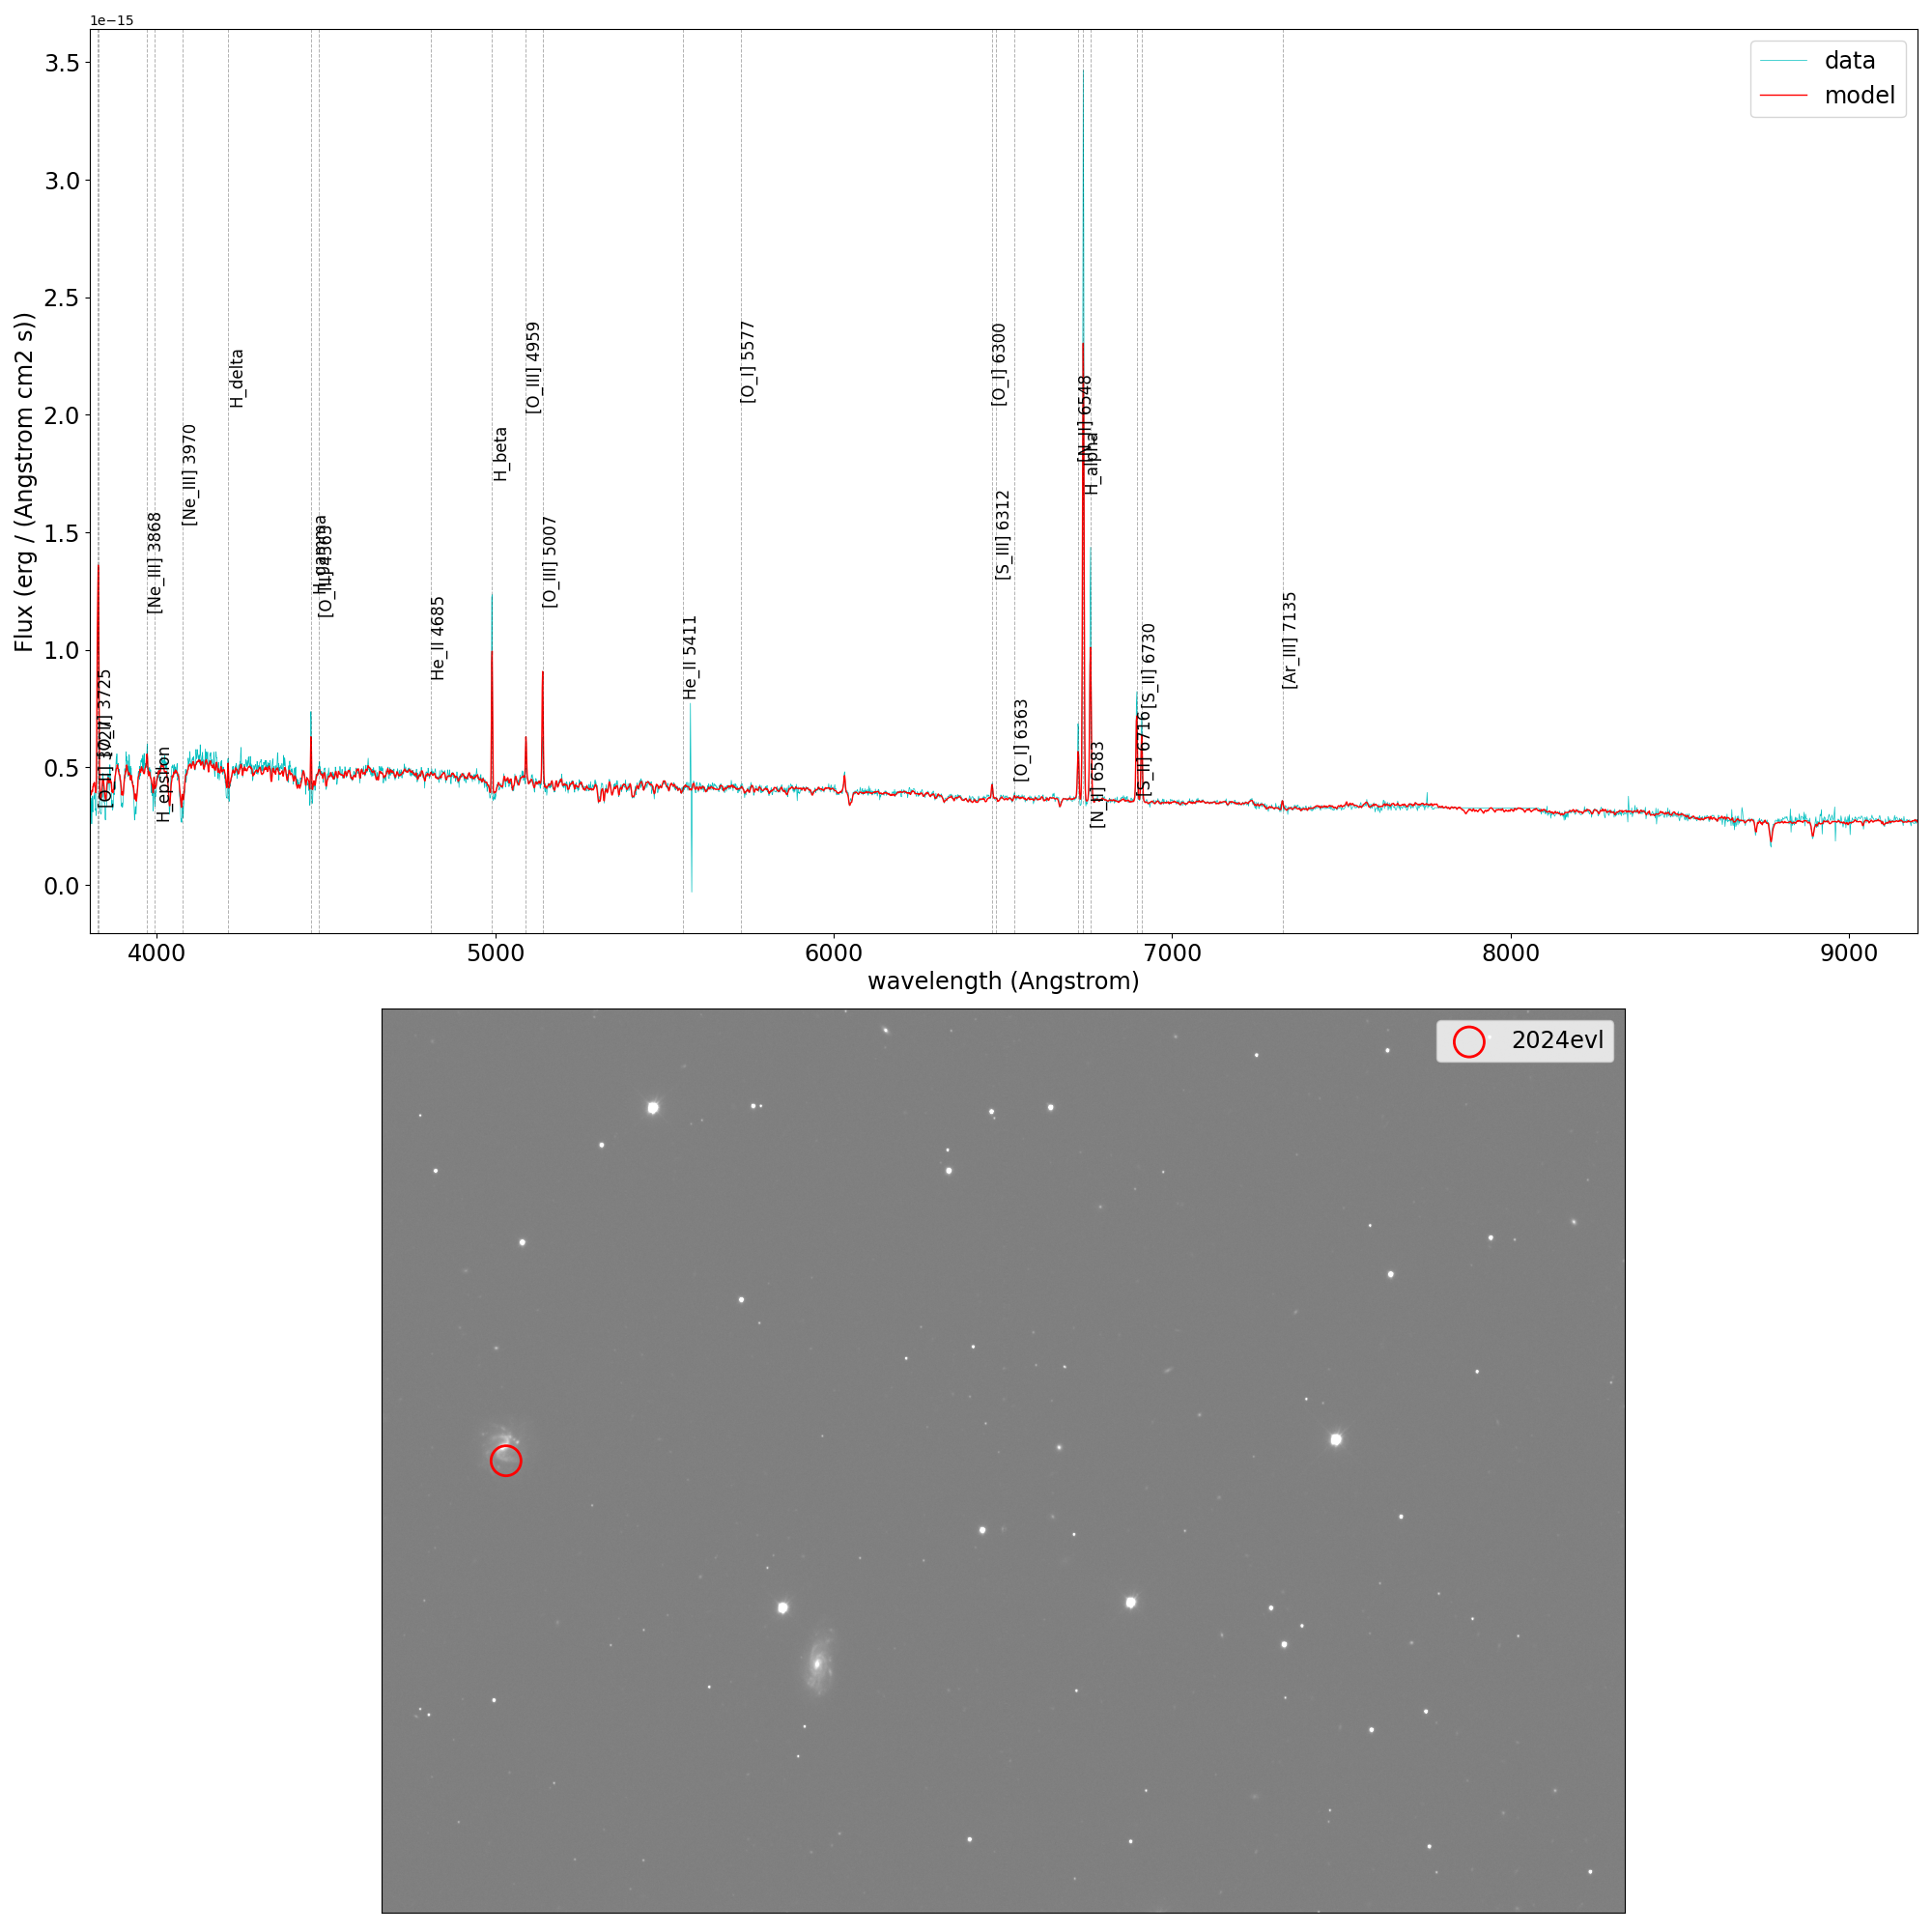 1e−15
3.5
3.0
2.5
2.0
1.5
1.0
0.5
0.0
Flux (erg / (Angstrom cm2 s))
data
model
[O_II] 3725
[Ne_III] 3868
H_epsilon
[Ne_III] 3970
H_delta
H_gamma
He_II 4685
H_beta
[O_III] 4959
[O_III] 5007
He_II 5411
[O_I] 5577
[O_I] 6300
[S_III] 6312
[O_I] 6363
[N_II] 6548
H_alpha
[N_II] 6583
[S_II] 6716
[S_II] 6730
[Ar_III] 7135
4000 5000 6000 7000 8000 9000
wavelength (Angstrom)
2024evl